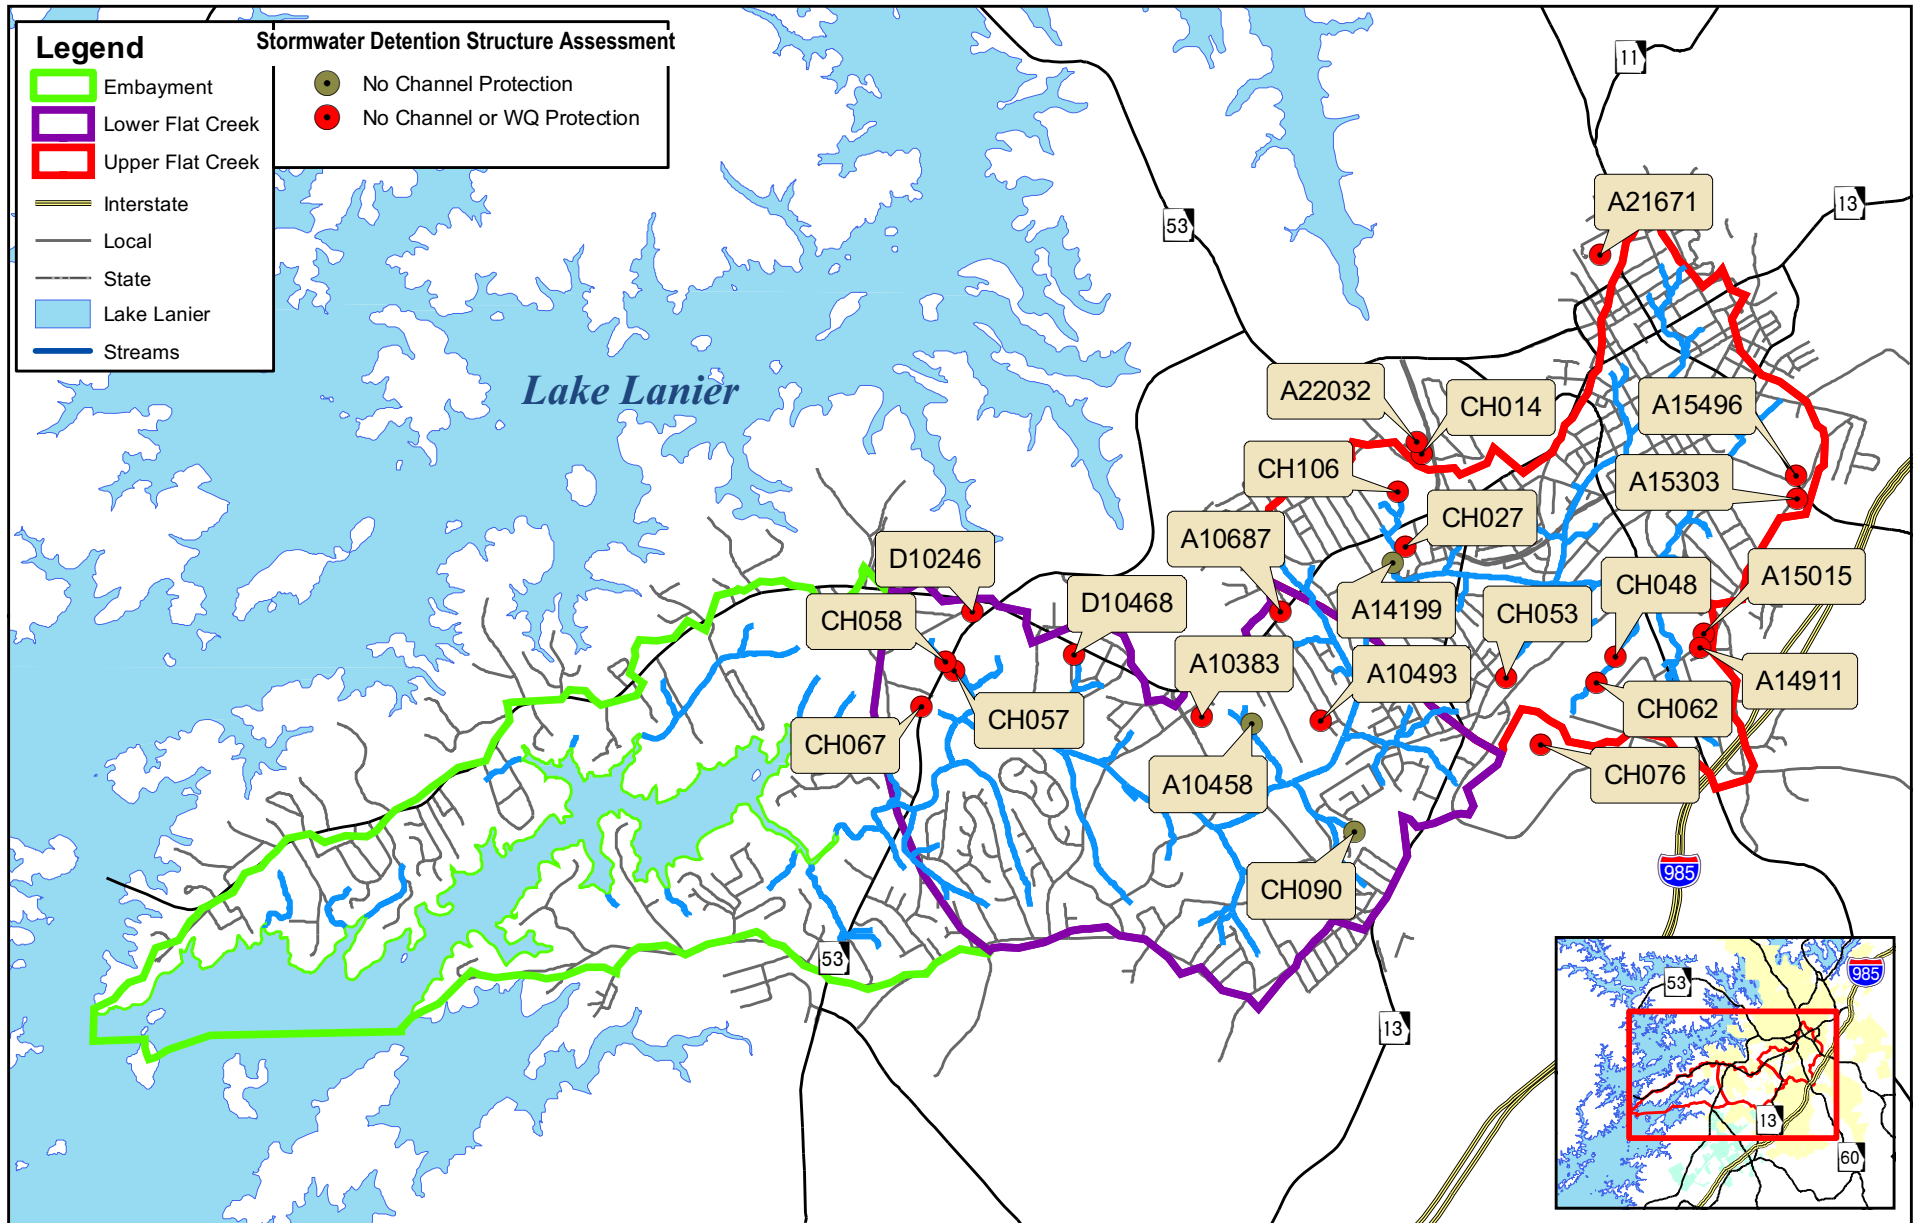 Legend
Embayment
Lower Flat Creek
Upper Flat Creek
Interstate
Local
State
Lake Lanier
Streams
Stormwater Detention Structure Assessment
No Channel Protection
No Channel or WQ Protection
11
A21671
13
53
Lake Lanier
A22032
CH014
A15496
CH106
A15303
CH027
A10687
D10246
CH048
A15015
D10468
A14199
CH053
CH058
A10383
A10493
A14911
CH062
CH057
CH067
CH076
A10458
985
CH090
53
13
985
53
13
60